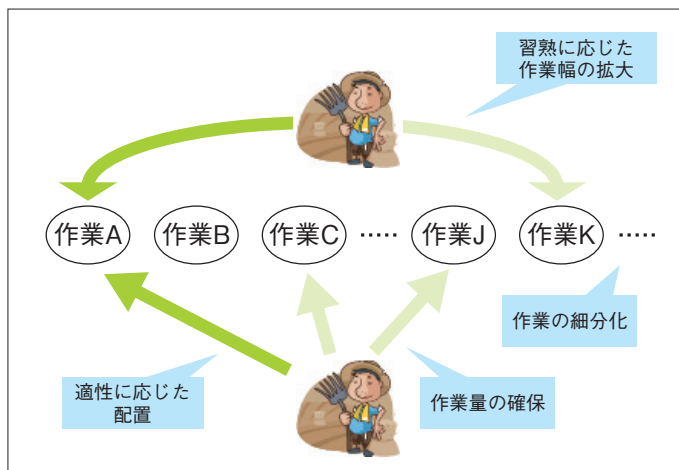 習熟に応じた
作業幅の拡大
作業A 作業B 作業C ····· 作業J 作業K ·····
作業の細分化
適性に応じた
配置
作業量の確保